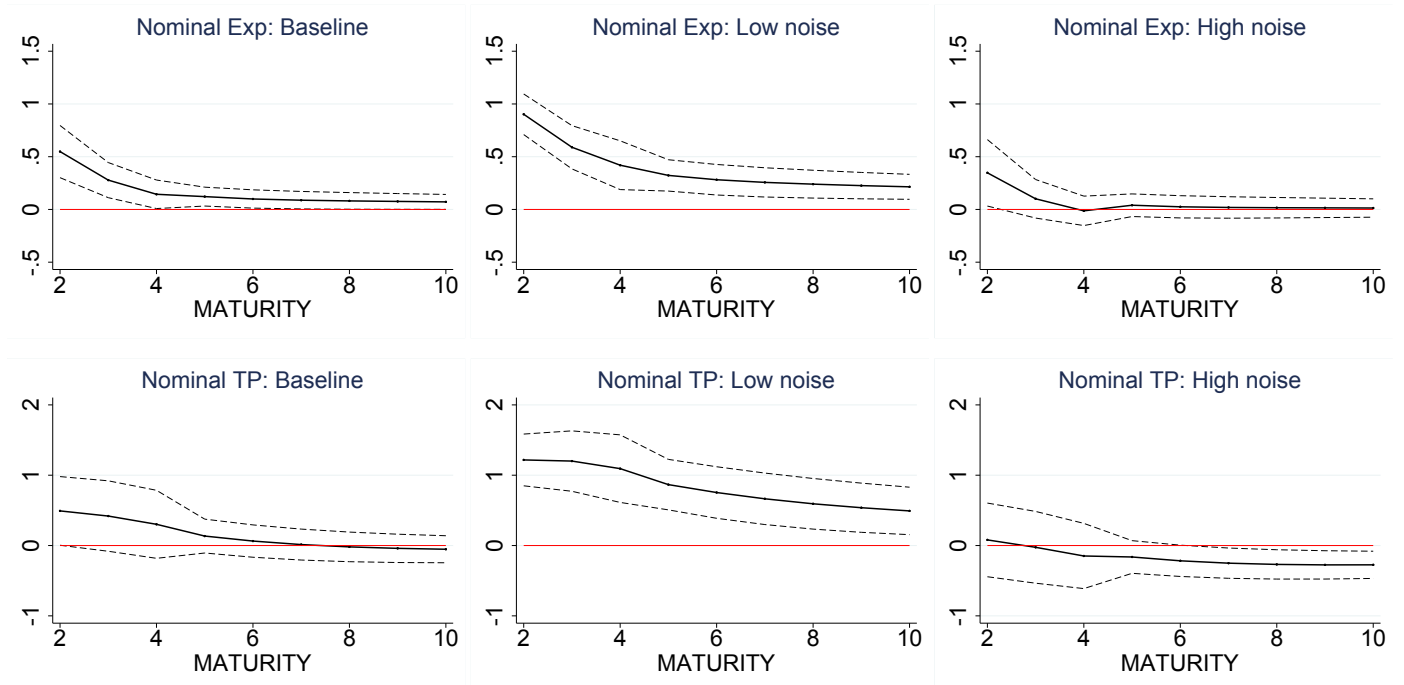 Nominal Exp: Baseline
1.5
1
.5
0
-.5
2 4 6 8 10
MATURITY
Nominal Exp: Low noise
1.5
1
.5
0
-.5
2 4 6 8 10
MATURITY
Nominal Exp: High noise
1.5
1
.5
0
-.5
2 4 6 8 10
MATURITY
Nominal TP: Baseline
2
1
0
-1
2 4 6 8 10
MATURITY
Nominal TP: Low noise
2
1
0
-1
2 4 6 8 10
MATURITY
Nominal TP: High noise
2
1
0
-1
2 4 6 8 10
MATURITY